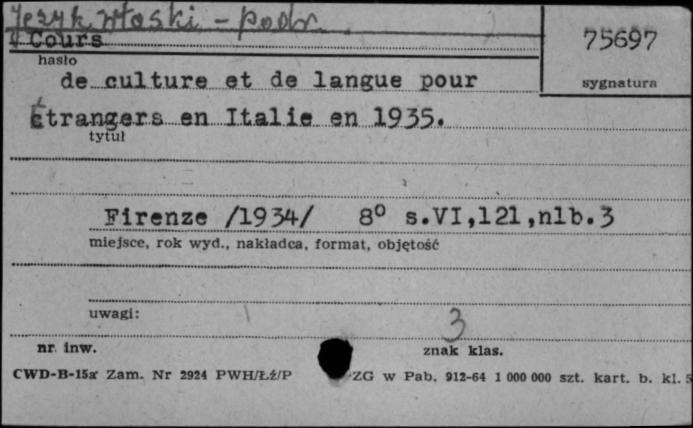 Język włoski - podr.
Cours
75697
hasło
sygnatura
de culture et de langue pour
étrangers en Italie en 1935.
tytuł
Firenze /1934/ 8° s.VI,121,nlb.3
miejsce, rok wyd., nakładca, format, objętość
uwagi:
3
nr. inw.
znak klas.
CWD-B-15a Zam. Nr 2924 PWH/Łź/P ZG w Pab. 912-64 1 000 000 szt. kart. b. kl. 5